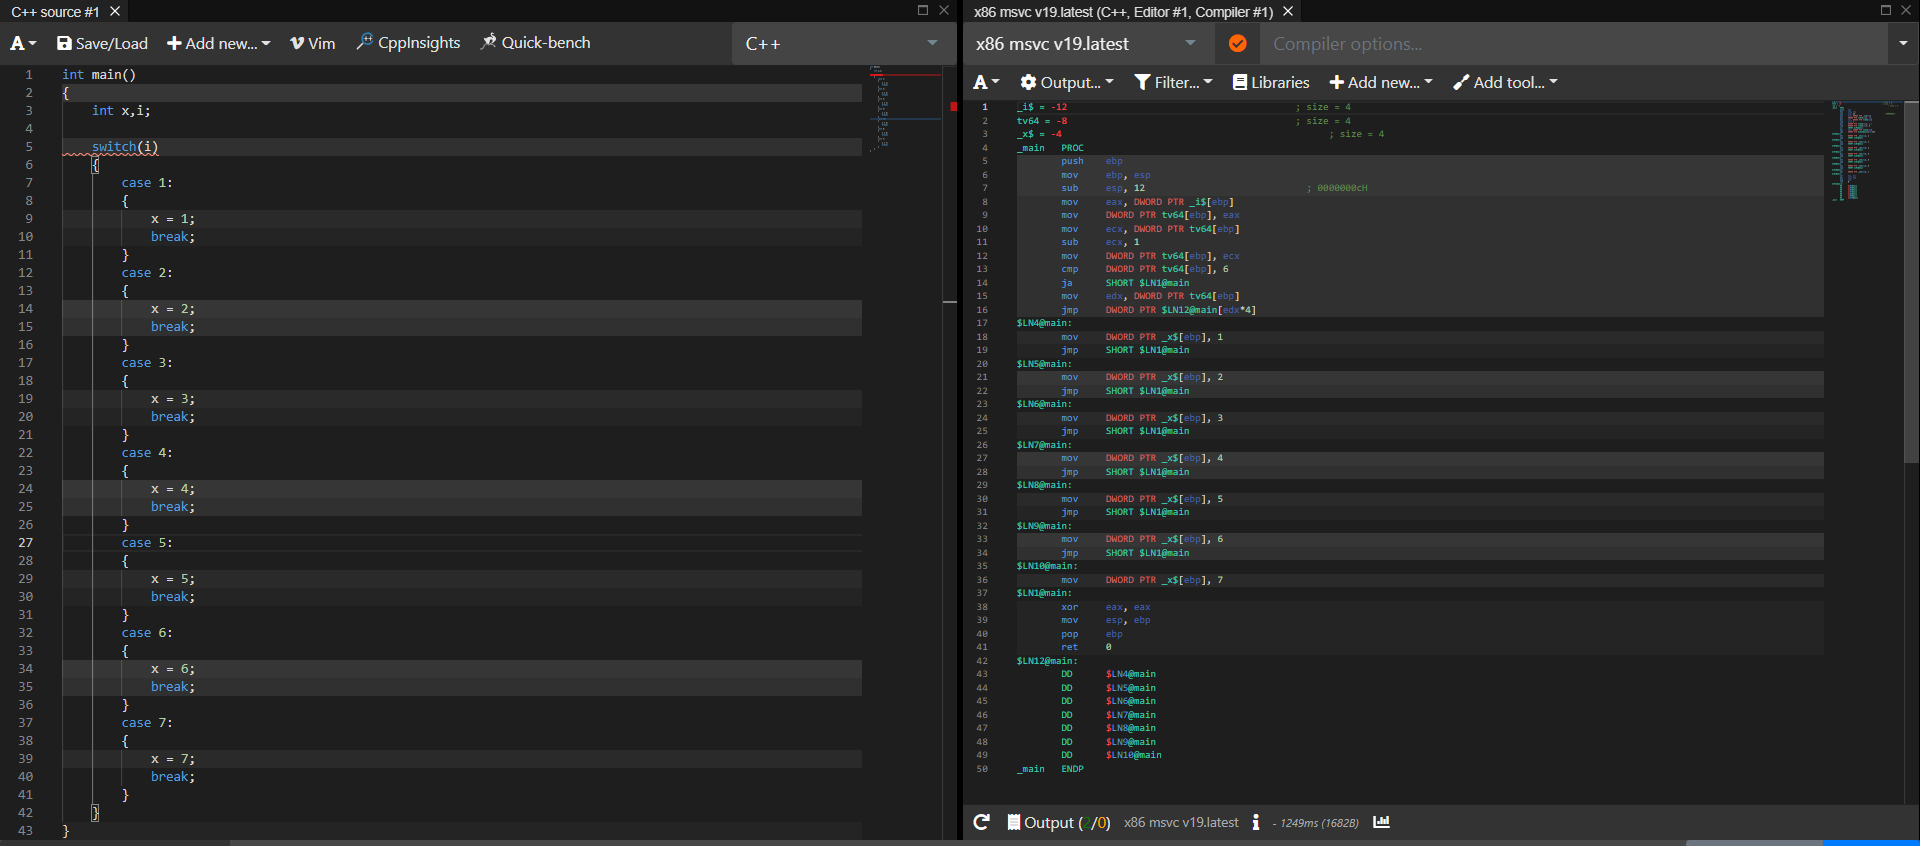 C++ source #1 ×
A Save/Load Add new... Vim CppInsights Quick-bench C++
1 int main()
2 {
3 int x,i;
4
5 switch(i)
6 {
7 case 1:
8 {
9 x = 1;
10 break;
11 }
12 case 2:
13 {
14 x = 2;
15 break;
16 }
17 case 3:
18 {
19 x = 3;
20 break;
21 }
22 case 4:
23 {
24 x = 4;
25 break;
26 }
27 case 5:
28 {
29 x = 5;
30 break;
31 }
32 case 6:
33 {
34 x = 6;
35 break;
36 }
37 case 7:
38 {
39 x = 7;
40 break;
41 }
42 }
43 }
x86 msvc v19.latest (C++, Editor #1, Compiler #1) ×
x86 msvc v19.latest Compiler options...
A Output... Filter... Libraries Add new... Add tool...
1 _i$ = -12 ; size = 4
2 tv64 = -8 ; size = 4
3 _x$ = -4 ; size = 4
4 _main PROC
5 push ebp
6 mov ebp, esp
7 sub esp, 12 ; 0000000cH
8 mov eax, DWORD PTR _i$[ebp]
9 mov DWORD PTR tv64[ebp], eax
10 mov ecx, DWORD PTR tv64[ebp]
11 sub ecx, 1
12 mov DWORD PTR tv64[ebp], ecx
13 cmp DWORD PTR tv64[ebp], 6
14 ja SHORT $LN1@main
15 mov edx, DWORD PTR tv64[ebp]
16 jmp DWORD PTR $LN12@main[edx*4]
17 $LN4@main:
18 mov DWORD PTR _x$[ebp], 1
19 jmp SHORT $LN1@main
20 $LN5@main:
21 mov DWORD PTR _x$[ebp], 2
22 jmp SHORT $LN1@main
23 $LN6@main:
24 mov DWORD PTR _x$[ebp], 3
25 jmp SHORT $LN1@main
26 $LN7@main:
27 mov DWORD PTR _x$[ebp], 4
28 jmp SHORT $LN1@main
29 $LN8@main:
30 mov DWORD PTR _x$[ebp], 5
31 jmp SHORT $LN1@main
32 $LN9@main:
33 mov DWORD PTR _x$[ebp], 6
34 jmp SHORT $LN1@main
35 $LN10@main:
36 mov DWORD PTR _x$[ebp], 7
37 $LN1@main:
38 xor eax, eax
39 mov esp, ebp
40 pop ebp
41 ret 0
42 $LN12@main:
43 DD $LN4@main
44 DD $LN5@main
45 DD $LN6@main
46 DD $LN7@main
47 DD $LN8@main
48 DD $LN9@main
49 DD $LN10@main
50 _main ENDP
Output (2/0) x86 msvc v19.latest i - 1249ms (1682B)